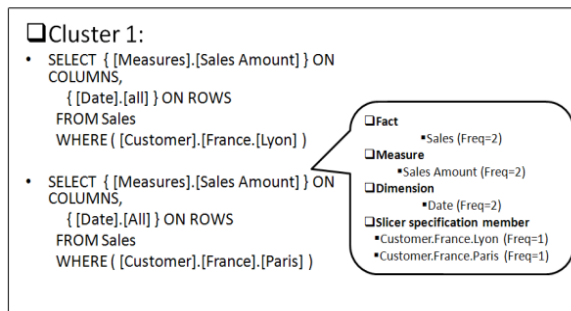 ❑Cluster 1:
• SELECT { [Measures].[Sales Amount] } ON
COLUMNS,
{ [Date].[all] } ON ROWS
FROM Sales
WHERE ( [Customer].[France.[Lyon] )
• SELECT { [Measures].[Sales Amount] } ON
COLUMNS,
{ [Date].[All] } ON ROWS
FROM Sales
WHERE ( [Customer].[France].[Paris] )
❑Fact
▪Sales (Freq=2)
❑Measure
▪Sales Amount (Freq=2)
❑Dimension
▪Date (Freq=2)
❑Slicer specification member
▪Customer.France.Lyon (Freq=1)
▪Customer.France.Paris (Freq=1)